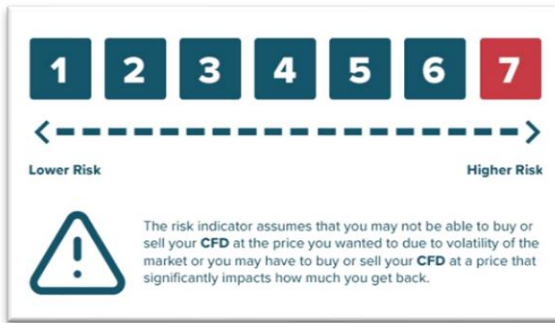 1 2 3 4 5 6 7
Lower Risk Higher Risk
The risk indicator assumes that you may not be able to buy or
sell your CFD at the price you wanted to due to volatility of the
market or you may have to buy or sell your CFD at a price that
significantly impacts how much you get back.